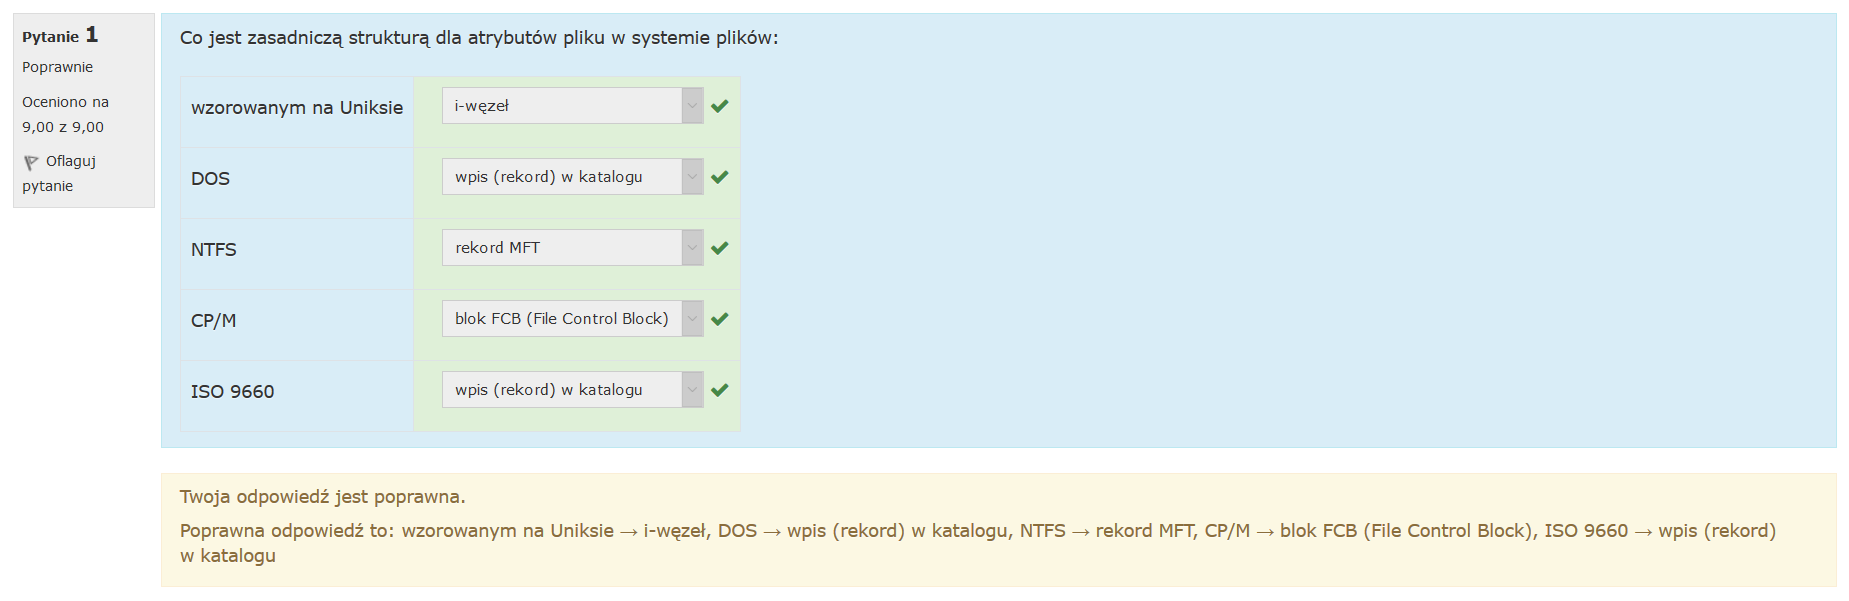 Pytanie 1
Poprawnie
Oceniono na
9,00 z 9,00
Oflaguj
pytanie
Co jest zasadniczą strukturą dla atrybutów pliku w systemie plików:
wzorowanym na Uniksie i-węzeł
DOS wpis (rekord) w katalogu
NTFS rekord MFT
CP/M blok FCB (File Control Block)
ISO 9660 wpis (rekord) w katalogu
Twoja odpowiedź jest poprawna.
Poprawna odpowiedź to: wzorowanym na Uniksie → i-węzeł, DOS → wpis (rekord) w katalogu, NTFS → rekord MFT, CP/M → blok FCB (File Control Block), ISO 9660 → wpis (rekord)
w katalogu